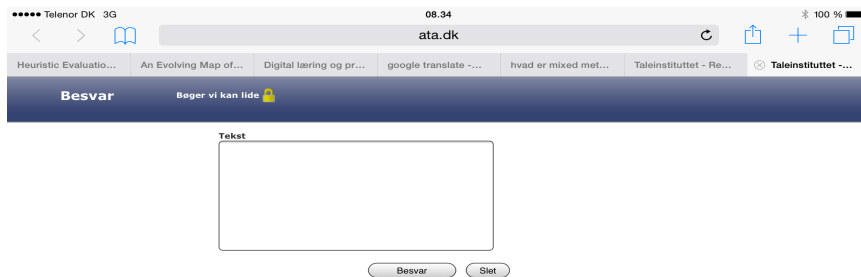 Telenor DK 3G 08.34 100 %
ata.dk
Heuristic Evaluatio... An Evolving Map of... Digital læring og pr... google translate -... hvad er mixed met... Taleinstituttet - Re... Taleinstituttet -...
Besvar Bøger vi kan lide
Tekst
Besvar Slet